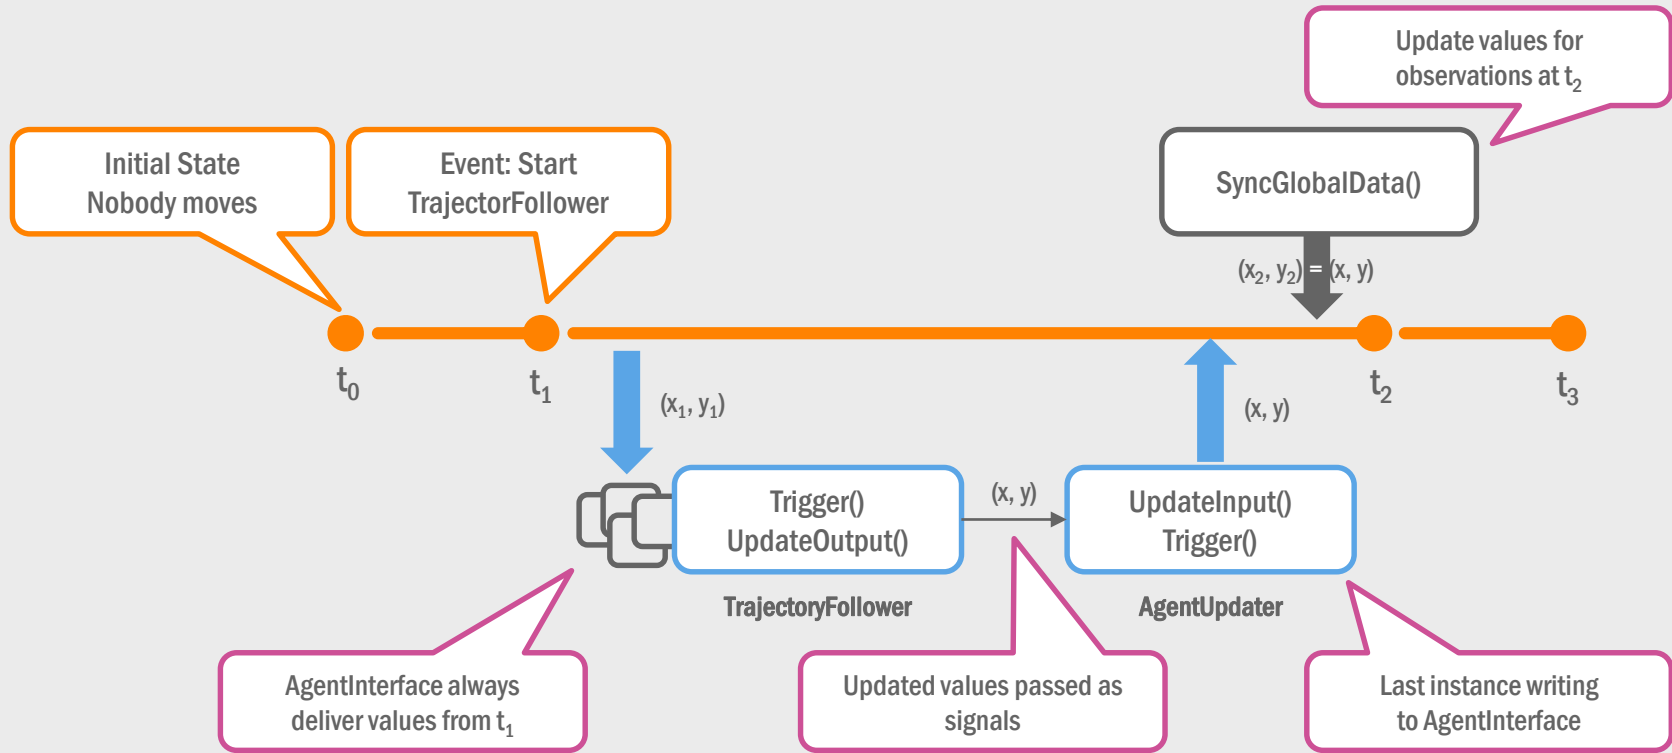 Update values for
observations at t₂
Initial State
Nobody moves
Event: Start
TrajectorFollower
SyncGlobalData()
(x₂, y₂) = (x, y)
t₀
t₁
t₂
t₃
(x₁, y₁)
(x, y)
Trigger()
UpdateOutput()
(x, y)
UpdateInput()
Trigger()
TrajectoryFollower
AgentUpdater
AgentInterface always
deliver values from t₁
Updated values passed as
signals
Last instance writing
to AgentInterface